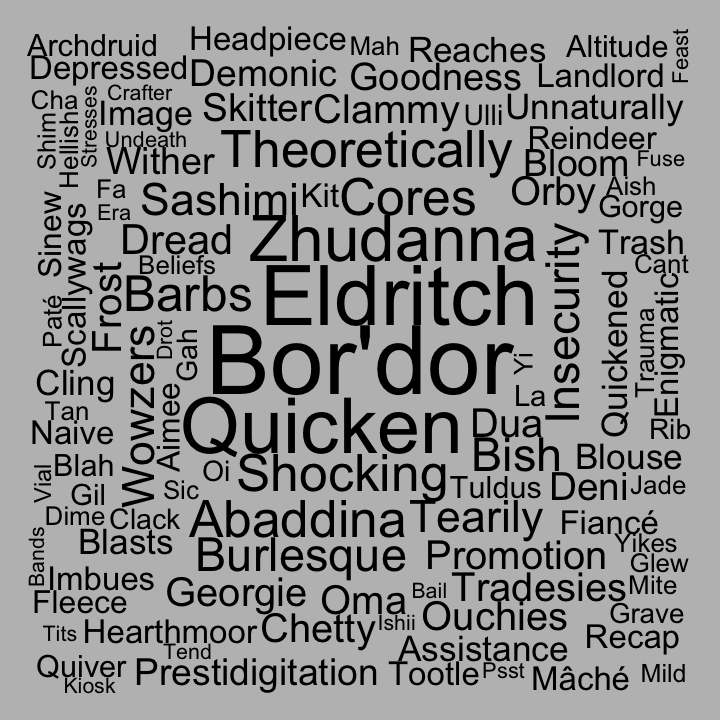 Archdruid
Headpiece
Mah
Reaches
Altitude
Feast
Depressed
Demonic
Goodness
Landlord
Cha
Crafter
Stresses
Shim
Hellisha
Image
Skitter
Clammy
Ulli
Unnaturally
Undeath
Wither
Theoretically
Reindeer
Bloom
Fuse
Fa
Era
Sashimi
Kit
Cores
Orby
Aish
Gorge
Sinew
Scallywags
Dread
Zhudanna
Insecurity
Trash
Cant
Beliefs
Frost
Barbs
Eldritch
Quickened
Trauma
Enigmatic
Paté
Drot
Gah
Bor'dor
Yi
Cling
Wowzers
Aimee
La
Tan
Naive
Quicken
Dua
Rib
Blah
Oi
Shocking
Bish
Blouse
Vial
Gil
Sic
Tuldus
Deni
Jade
Dime
Clack
Abaddina
Tearily
Fiancé
Bands
Blasts
Burlesque
Promotion
Yikes
Glew
Imbues
Georgie
Oma
Bail
Tradesies
Mite
Fleece
Tits
Hearthmoor
Chetty
Ishii
Ouchies
Grave
Tend
Assistance
Recap
Quiver
Kiosk
Prestidigitation
Tootle
Psst
Mâché
Mild